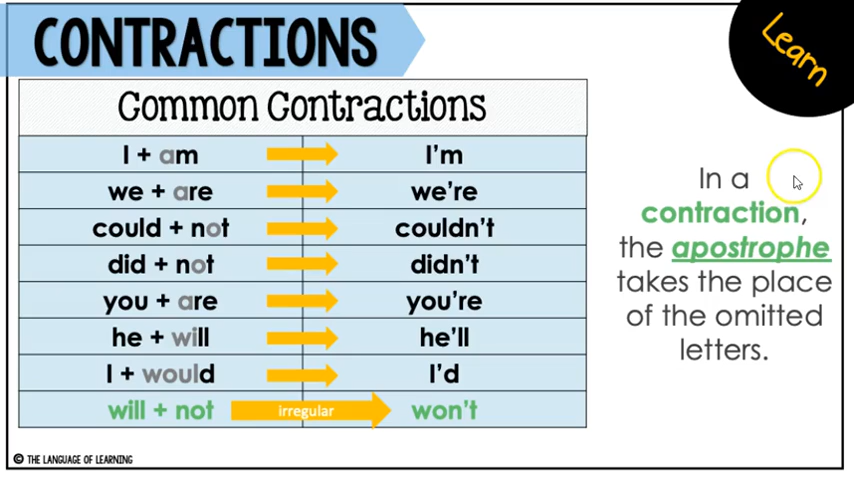 CONTRACTIONS
Learn
Common Contractions
I + am I’m
we + are we’re
could + not couldn’t
did + not didn’t
you + are you’re
he + will he’ll
I + would I’d
will + not irregular won’t
In a
contraction,
the apostrophe
takes the place
of the omitted
letters.
© THE LANGUAGE OF LEARNING